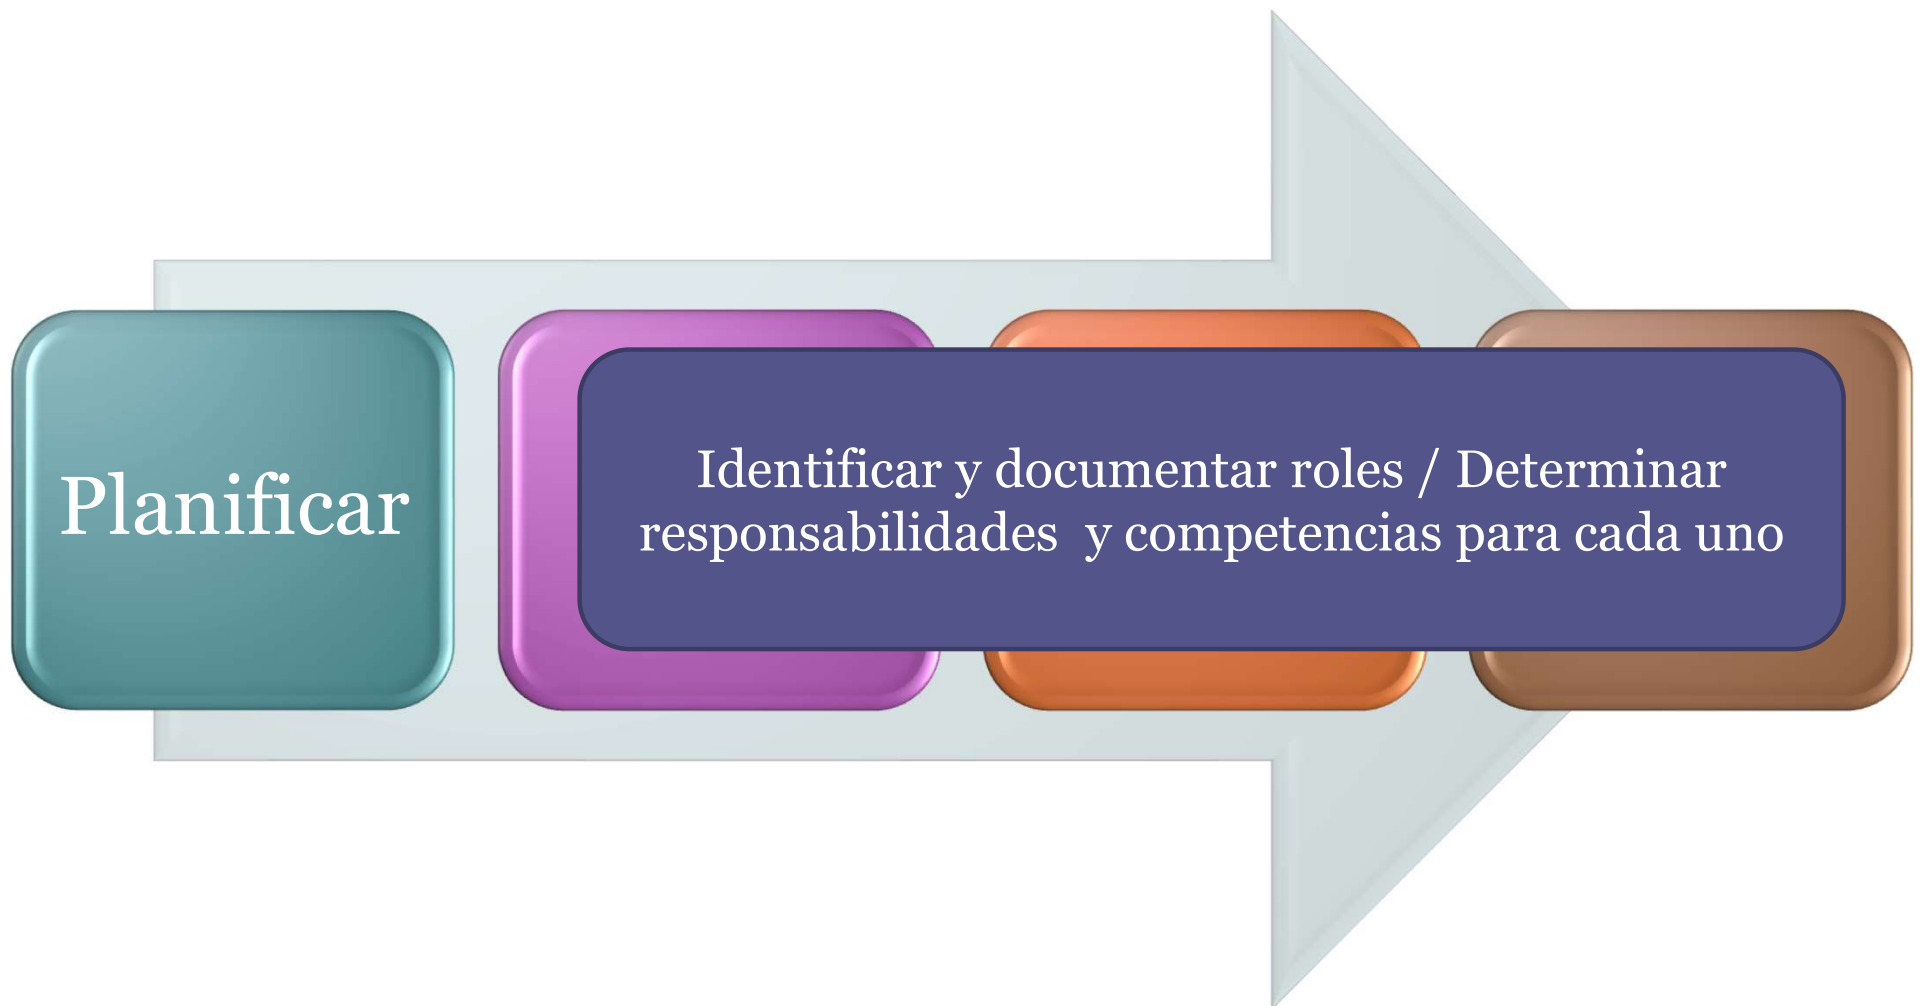 Planificar
Identificar y documentar roles / Determinar
responsabilidades  y competencias para cada uno